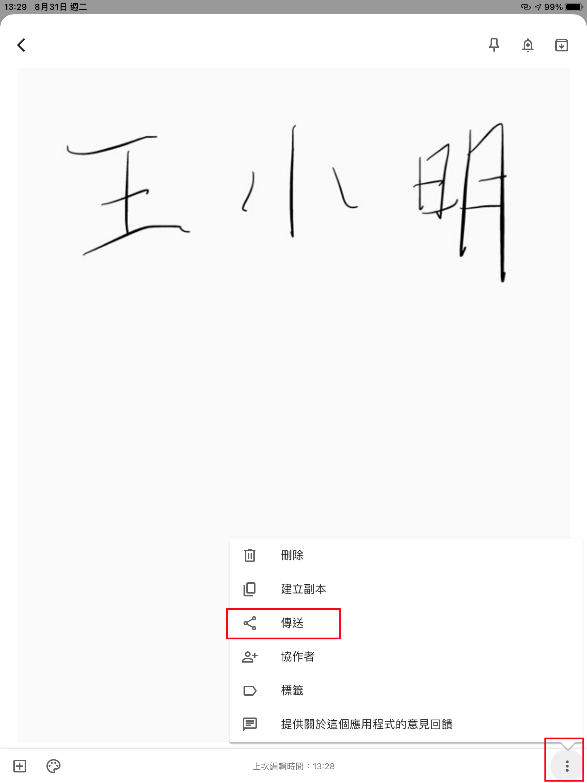 13:29 8月31日 週二 99%
王小明
刪除
建立副本
傳送
協作者
標籤
提供關於這個應用程式的意見回饋
上次編輯時間：13:28